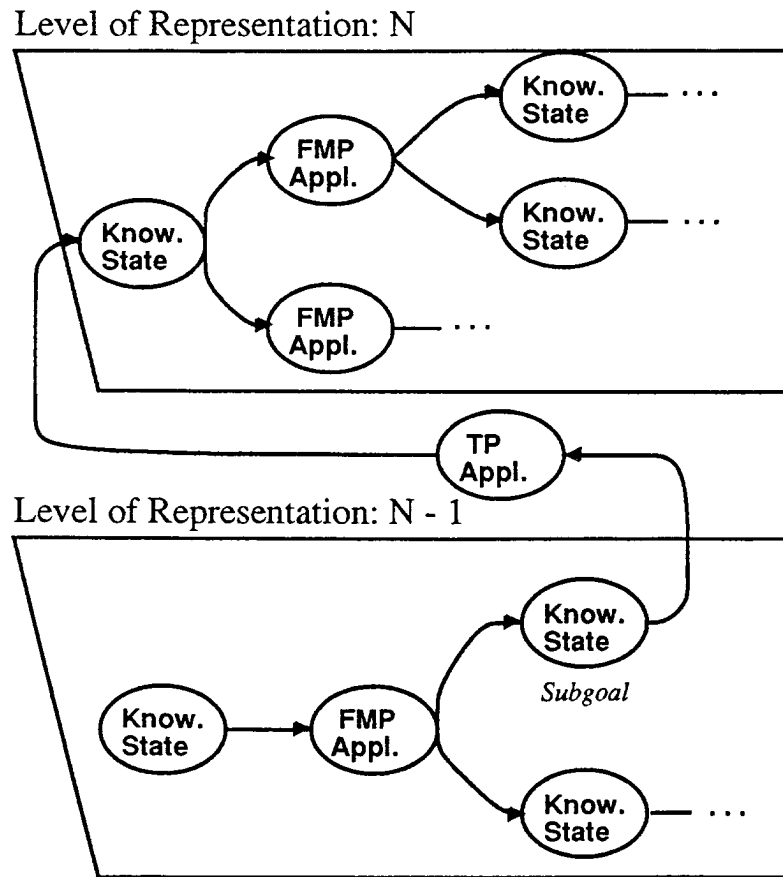 Level of Representation: N
Know.
State
...
FMP
Appl.
Know.
State
...
Know.
State
FMP
Appl.
...
TP
Appl.
Level of Representation: N - 1
Know.
State
Subgoal
Know.
State
FMP
Appl.
Know.
State
...